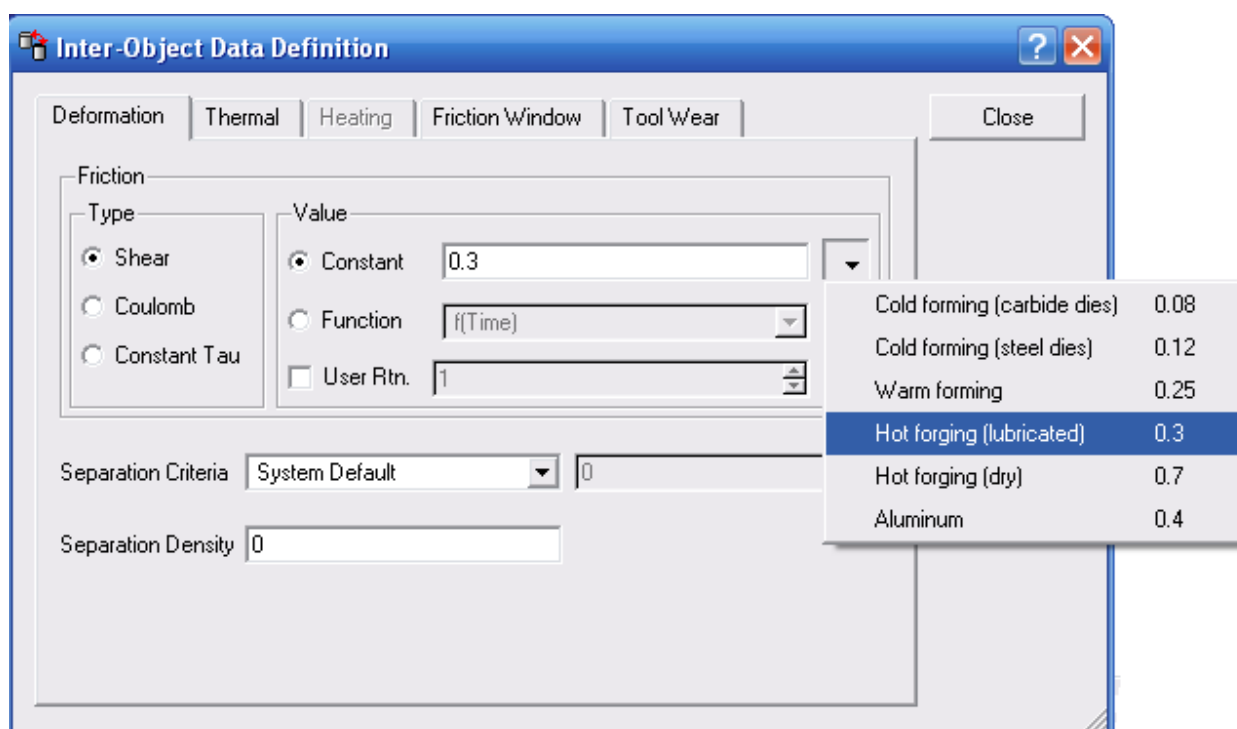 Inter-Object Data Definition
Deformation Thermal Heating Friction Window Tool Wear Close
Friction
Type Value
Shear Constant 0.3
Coulomb Function f(Time)
Constant Tau User Rtn. 1
Cold forming (carbide dies) 0.08
Cold forming (steel dies) 0.12
Warm forming 0.25
Hot forging (lubricated) 0.3
Hot forging (dry) 0.7
Aluminum 0.4
Separation Criteria System Default 0
Separation Density 0